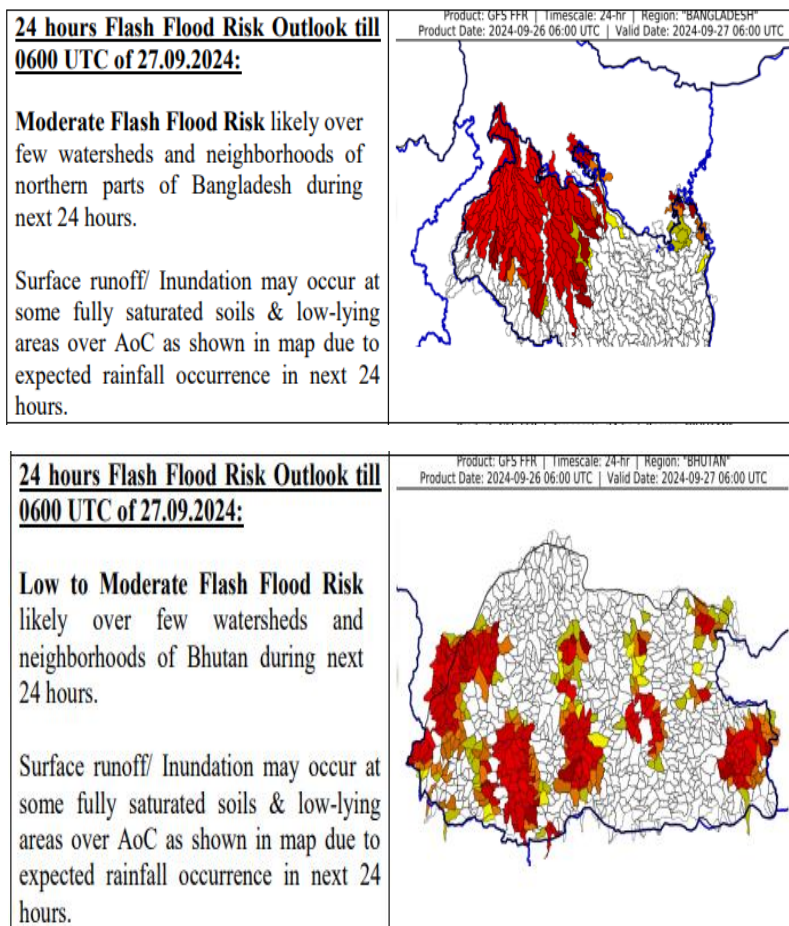 24 hours Flash Flood Risk Outlook till
0600 UTC of 27.09.2024:
Moderate Flash Flood Risk likely over
few watersheds and neighborhoods of
northern parts of Bangladesh during
next 24 hours.
Surface runoff/ Inundation may occur at
some fully saturated soils & low-lying
areas over AoC as shown in map due to
expected rainfall occurrence in next 24
hours.
Product: GFS FFR | Timescale: 24-hr | Region: "BANGLADESH"
Product Date: 2024-09-26 06:00 UTC | Valid Date: 2024-09-27 06:00 UTC
24 hours Flash Flood Risk Outlook till
0600 UTC of 27.09.2024:
Low to Moderate Flash Flood Risk
likely over few watersheds and
neighborhoods of Bhutan during next
24 hours.
Surface runoff/ Inundation may occur at
some fully saturated soils & low-lying
areas over AoC as shown in map due to
expected rainfall occurrence in next 24
hours.
Product: GFS FFR | Timescale: 24-hr | Region: "BHUTAN"
Product Date: 2024-09-26 06:00 UTC | Valid Date: 2024-09-27 06:00 UTC